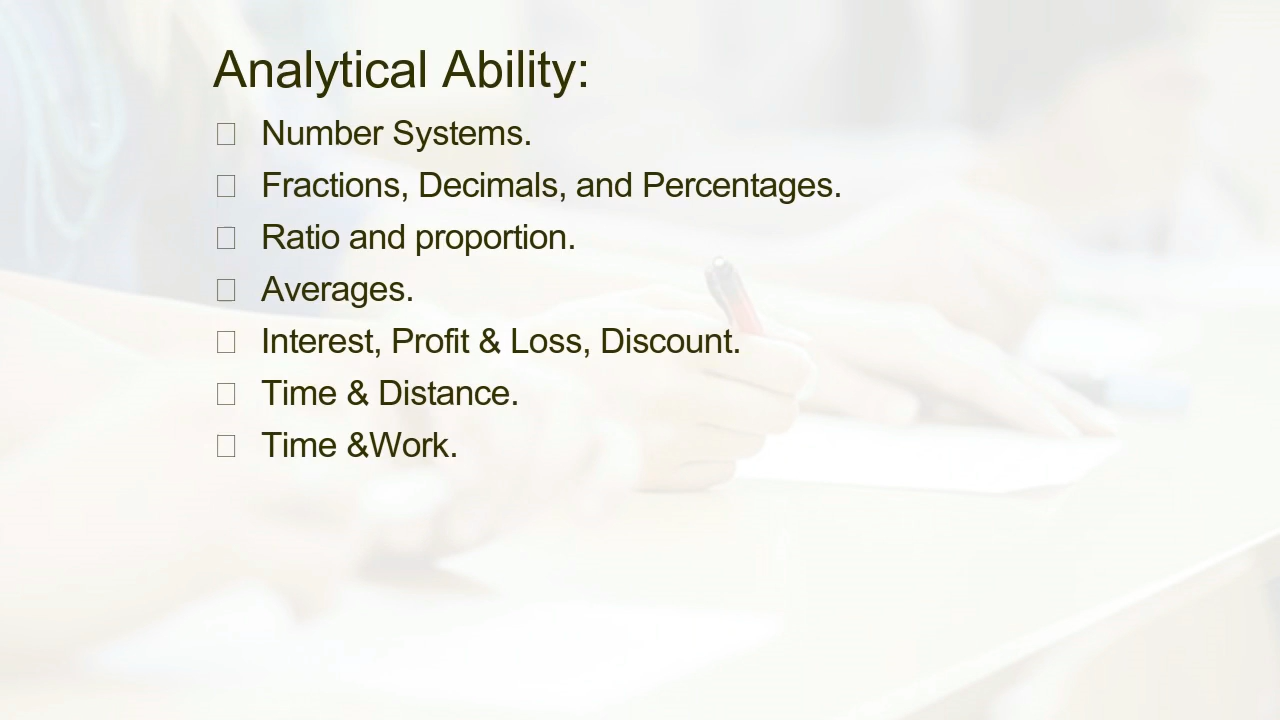 Analytical Ability:
□ Number Systems.
□ Fractions, Decimals, and Percentages.
□ Ratio and proportion.
□ Averages.
□ Interest, Profit & Loss, Discount.
□ Time & Distance.
□ Time &Work.